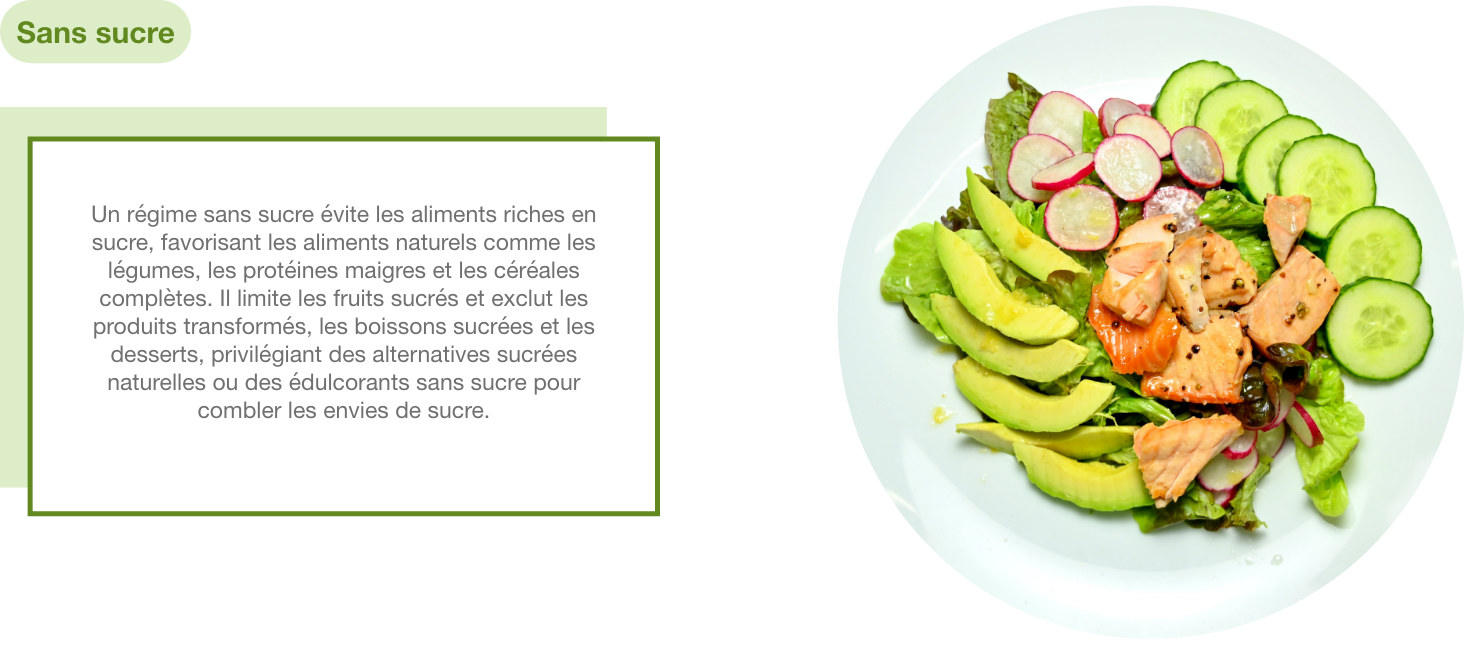 Sans sucre
Un régime sans sucre évite les aliments riches en
sucre, favorisant les aliments naturels comme les
légumes, les protéines maigres et les céréales
complètes. Il limite les fruits sucrés et exclut les
produits transformés, les boissons sucrées et les
desserts, privilégiant des alternatives sucrées
naturelles ou des édulcorants sans sucre pour
combler les envies de sucre.